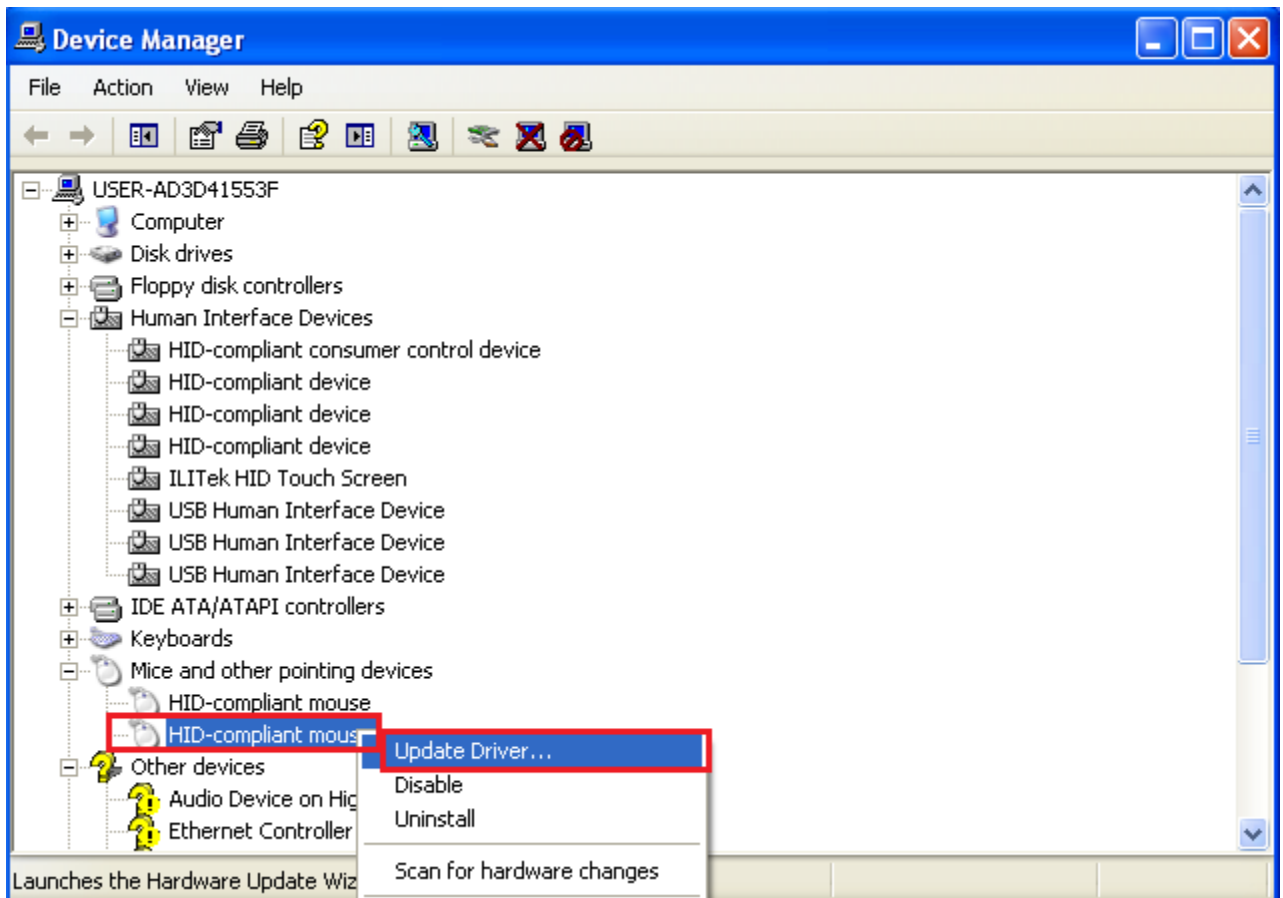 Device Manager
File Action View Help
USER-AD3D41553F
Computer
Disk drives
Floppy disk controllers
Human Interface Devices
HID-compliant consumer control device
HID-compliant device
HID-compliant device
HID-compliant device
ILITek HID Touch Screen
USB Human Interface Device
USB Human Interface Device
USB Human Interface Device
IDE ATA/ATAPI controllers
Keyboards
Mice and other pointing devices
HID-compliant mouse
HID-compliant mous
Update Driver...
Other devices
Disable
Audio Device on Hig
Uninstall
Ethernet Controller
Scan for hardware changes
Launches the Hardware Update Wiz